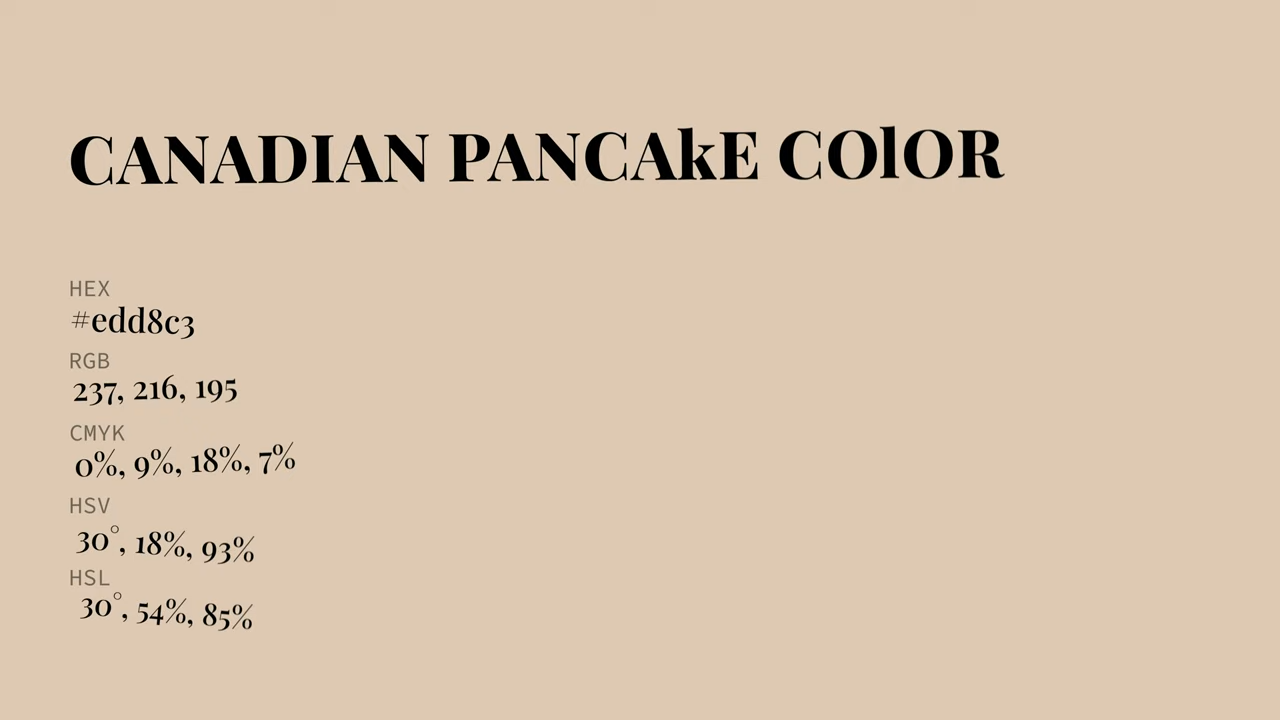 CANADIAN PANCAkE COlOR
HEX
#edd8c3
RGB
237, 216, 195
CMYK
0%, 9%, 18%, 7%
HSV
30°, 18%, 93%
HSL
30°, 54%, 85%